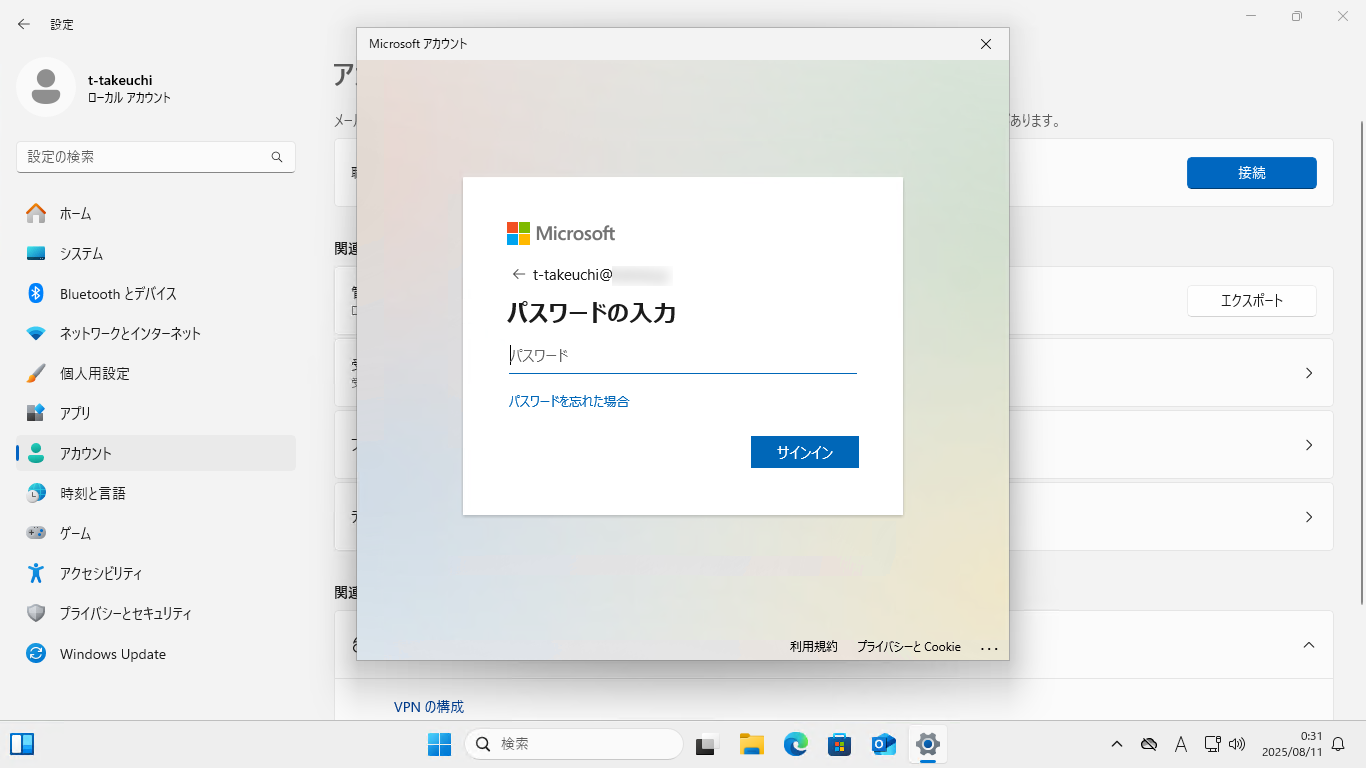 設定
t-takeuchi
ローカル アカウント
設定の検索
ホーム
システム
Bluetooth とデバイス
ネットワークとインターネット
個人用設定
アプリ
アカウント
時刻と言語
ゲーム
アクセシビリティ
プライバシーとセキュリティ
Windows Update
メール
あります。
接続
関連
エクスポート
関連
VPN の構成
Microsoft アカウント
Microsoft
t-takeuchi@
パスワードの入力
パスワード
パスワードを忘れた場合
サインイン
利用規約 プライバシーと Cookie ...
検索
A
0:31
2025/08/11